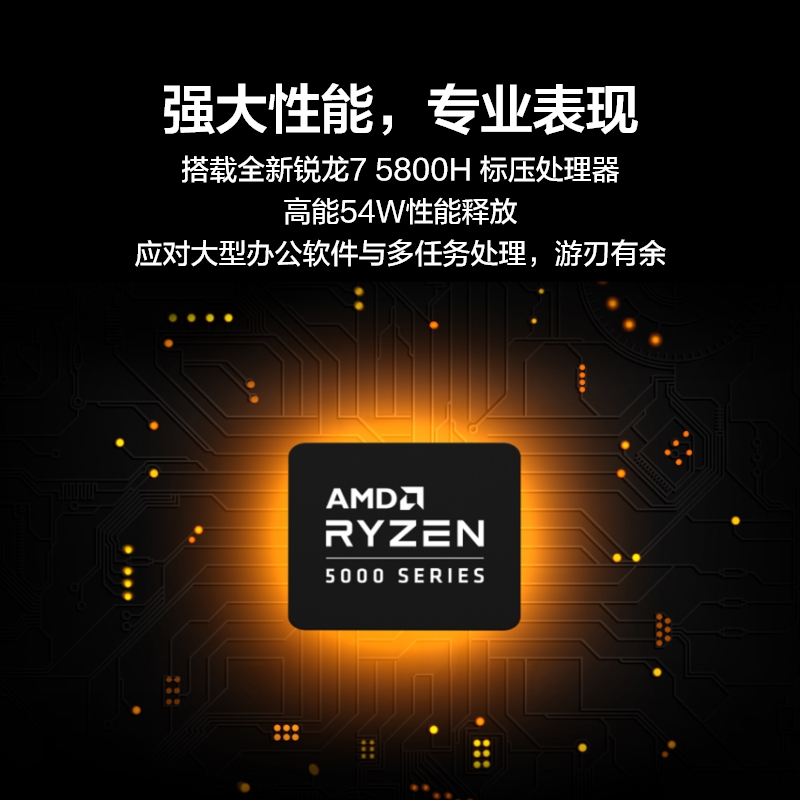 强大性能，专业表现
搭载全新锐龙7 5800H 标压处理器
高能54W性能释放
应对大型办公软件与多任务处理，游刃有余
AMD
RYZEN
5000 SERIES